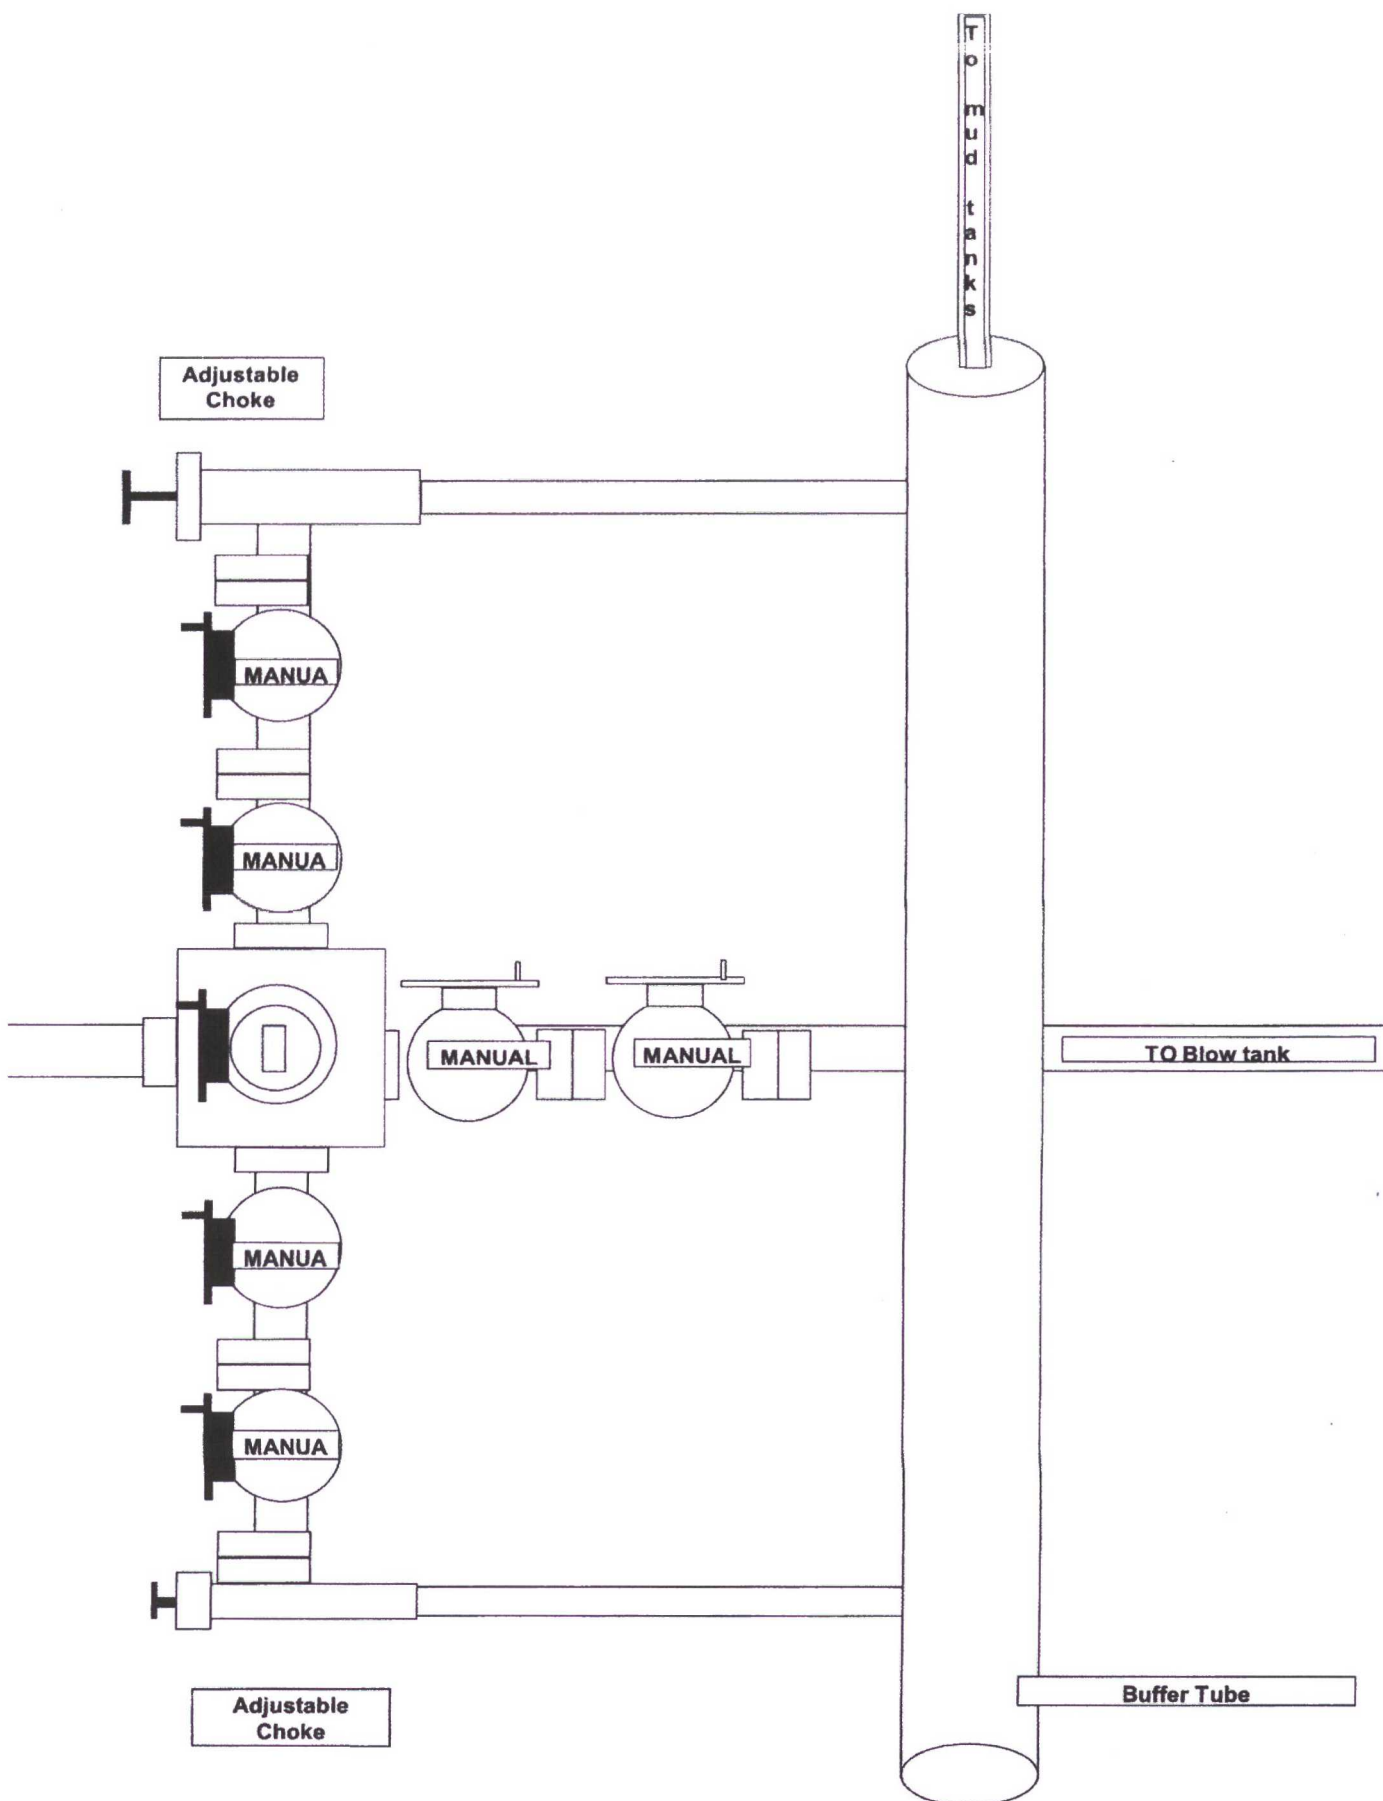 To mud tanks
Adjustable
Choke
MANUA
MANUA
MANUAL
MANUAL
TO Blow tank
MANUA
MANUA
Buffer Tube
Adjustable
Choke